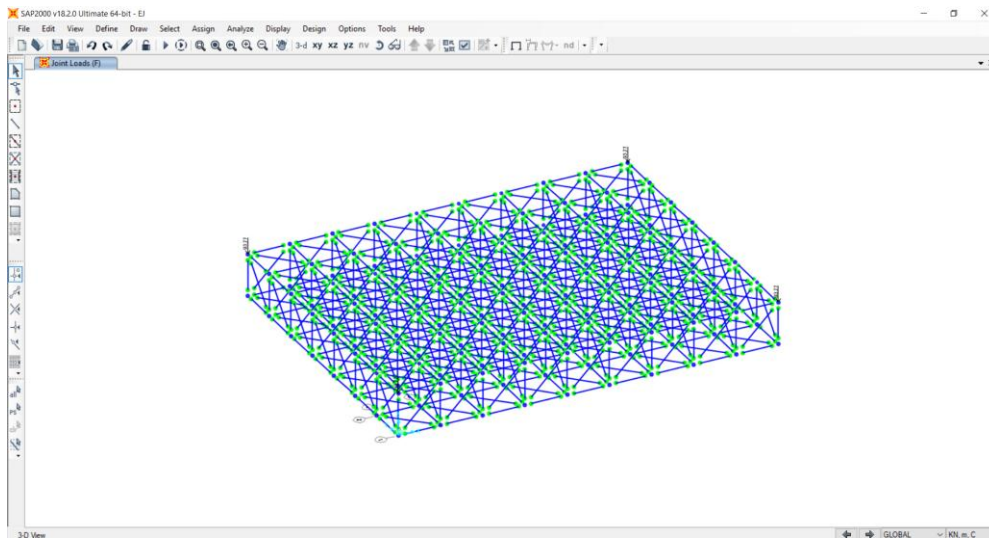 SAP2000 v18.2.0 Ultimate 64-bit - EJ
File Edit View Define Draw Select Assign Analyze Display Design Options Tools Help
3-d xy xz yz nv nd
Joint Loads (F)
3-D View
GLOBAL
KN, m, C